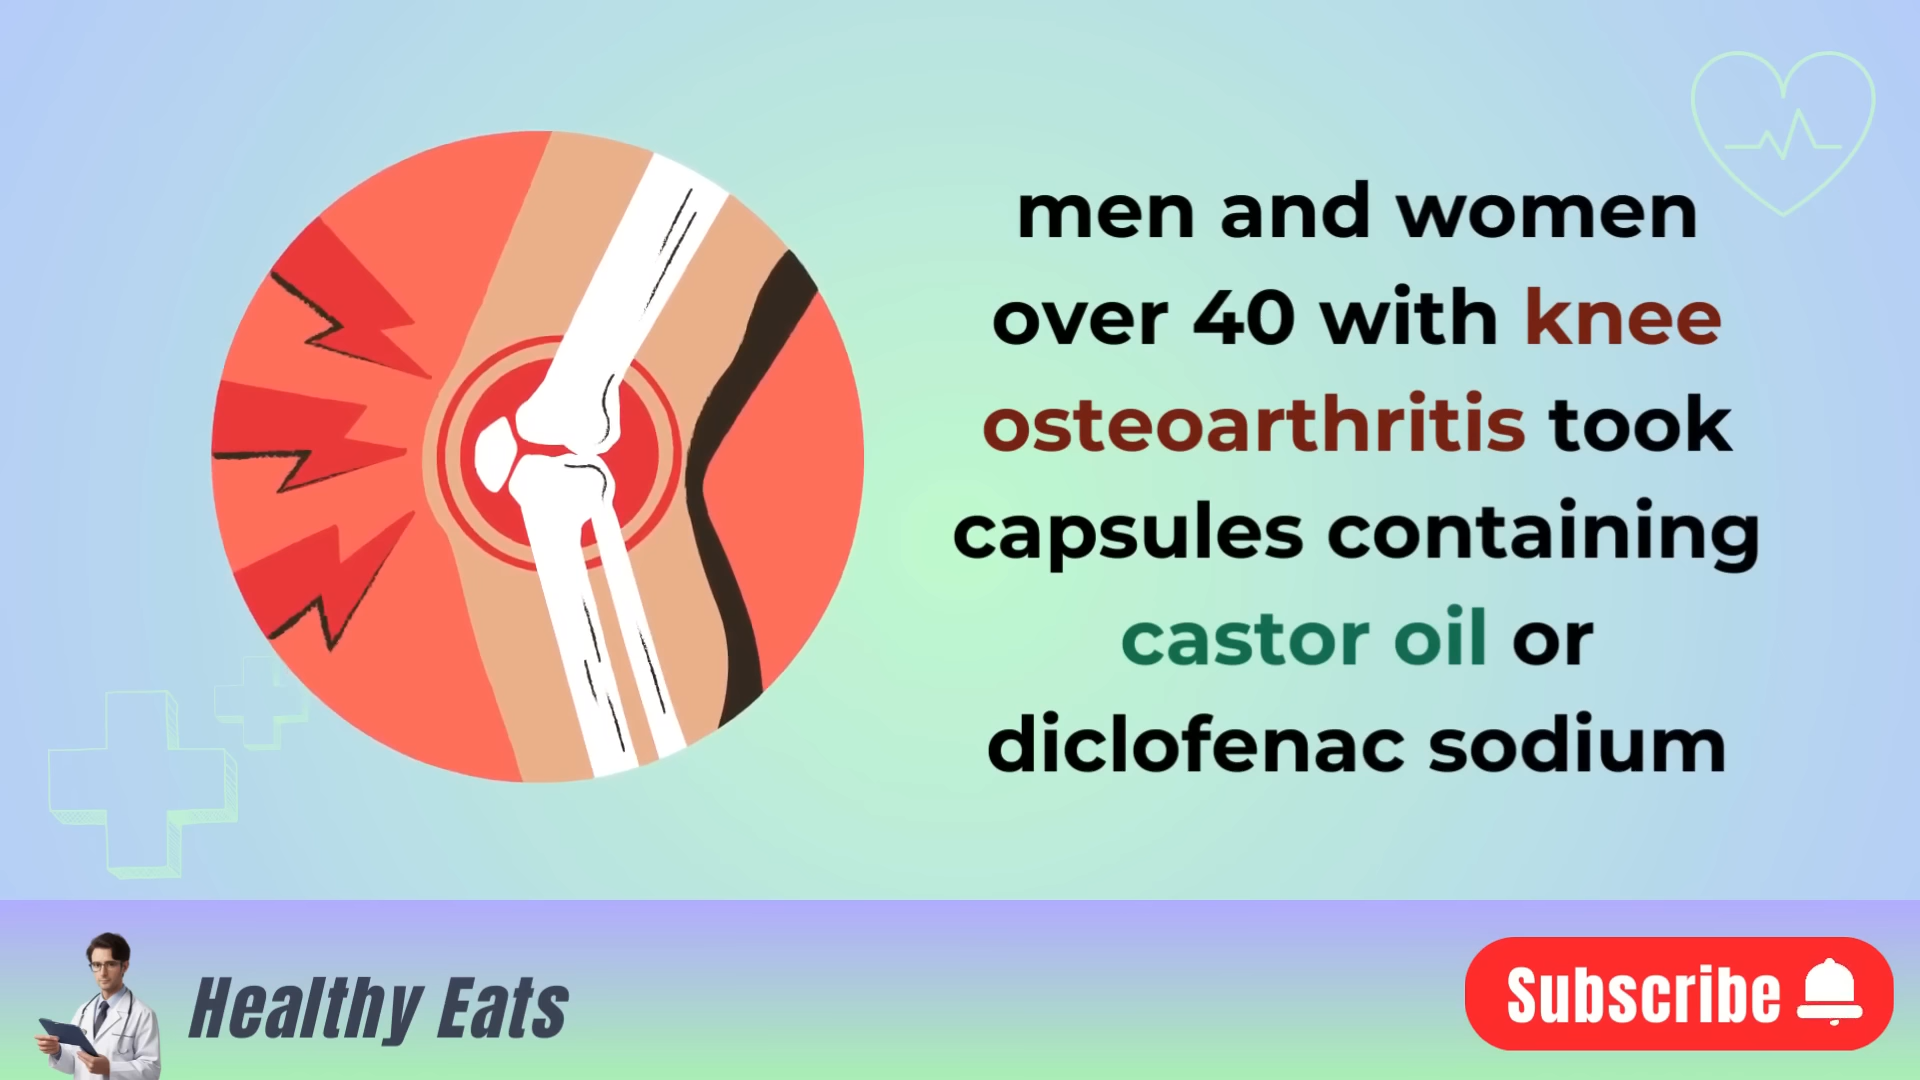 men and women
over 40 with knee
osteoarthritis took
capsules containing
castor oil or
diclofenac sodium
Healthy Eats
Subscribe